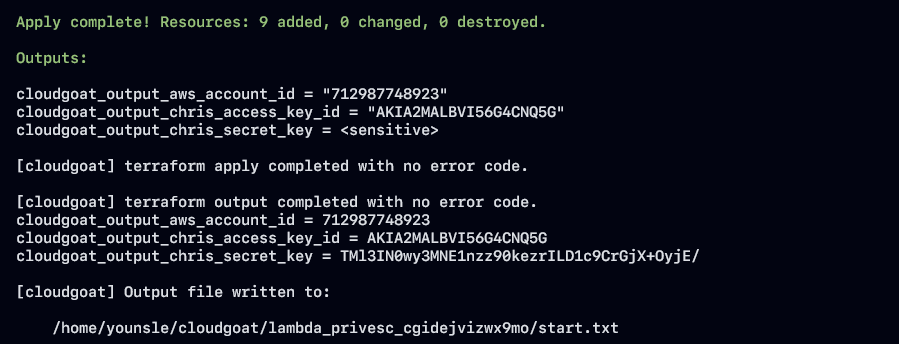 Apply complete! Resources: 9 added, 0 changed, 0 destroyed.
Outputs:
cloudgoat_output_aws_account_id = "712987748923"
cloudgoat_output_chris_access_key_id = "AKIA2MALBVI56G4CNQ5G"
cloudgoat_output_chris_secret_key = <sensitive>
[cloudgoat] terraform apply completed with no error code.
[cloudgoat] terraform output completed with no error code.
cloudgoat_output_aws_account_id = 712987748923
cloudgoat_output_chris_access_key_id = AKIA2MALBVI56G4CNQ5G
cloudgoat_output_chris_secret_key = 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
[cloudgoat] Output file written to:
/home/younsle/cloudgoat/lambda_privesc_cgidejvizwx9mo/start.txt